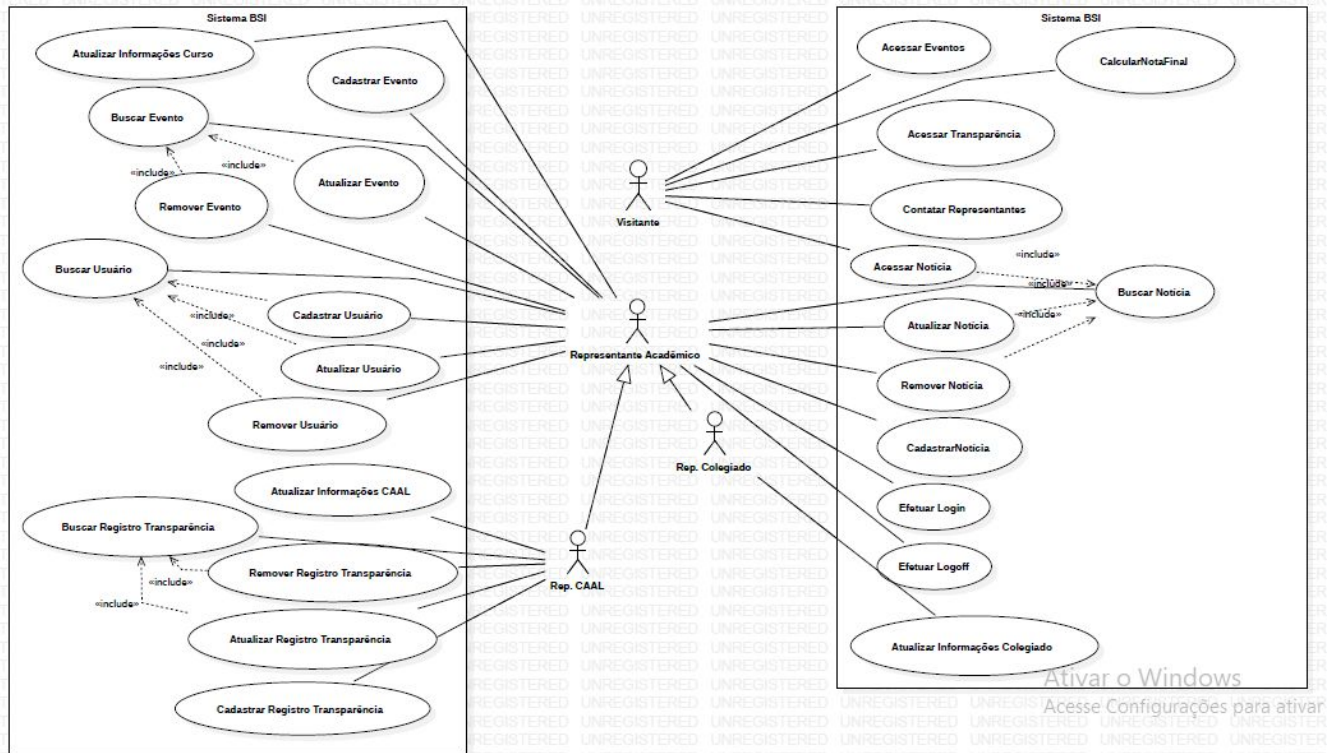 Sistema BSI
Atualizar Informações Curso
Cadastrar Evento
Buscar Evento
«include»
«include»
Atualizar Evento
Remover Evento
Buscar Usuário
Cadastrar Usuário
«include»
«include»
Atualizar Usuário
«include»
Remover Usuário
Atualizar Informações CAAL
Buscar Registro Transparência
Remover Registro Transparência
«include»
«include»
Atualizar Registro Transparência
Cadastrar Registro Transparência
Visitante
Representante Acadêmico
Rep. Colegiado
Rep. CAAL
Sistema BSI
Acessar Eventos
CalcularNotaFinal
Acessar Transparência
Contatar Representantes
Acessar Notícia
«include»
«include»
Buscar Notícia
«include»
Atualizar Notícia
Remover Notícia
CadastrarNotícia
Efetuar Login
Efetuar Logoff
Atualizar Informações Colegiado
Ativar o Windows
Acesse Configurações para ativar
UNREGISTERED